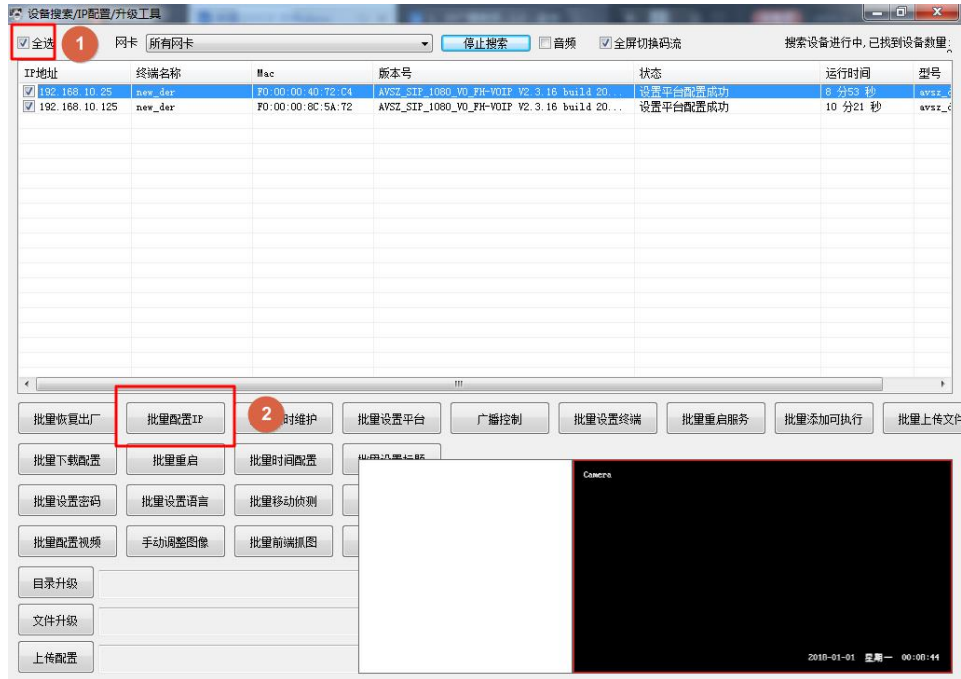 设备搜索/IP配置/升级工具
全选 1 网卡 所有网卡 停止搜索 音频 全屏切换码流 搜索设备进行中,已找到设备数量:
IP地址 终端名称 Mac 版本号 状态 运行时间 型号
192.168.10.25 new_der F0:00:00:40:72:C4 AVSZ_SIP_1080_VO_FH-VOIP V2.3.16 build 20... 设置平台配置成功 8 分53 秒
192.168.10.125 new_der F0:00:00:8C:5A:72 AVSZ_SIP_1080_VO_FH-VOIP V2.3.16 build 20... 设置平台配置成功 10 分21 秒
批量恢复出厂 批量配置IP 2 时维护 批量设置平台 广播控制 批量设置终端 批量重启服务 批量添加可执行 批量上传文件
批量下载配置 批量重启 批量时间配置 批量设置标题
批量设置密码 批量设置语言 批量移动侦测
批量配置视频 手动调整图像 批量前端抓图
目录升级
文件升级
上传配置
Camera
2018-01-01 星期一 00:08:44